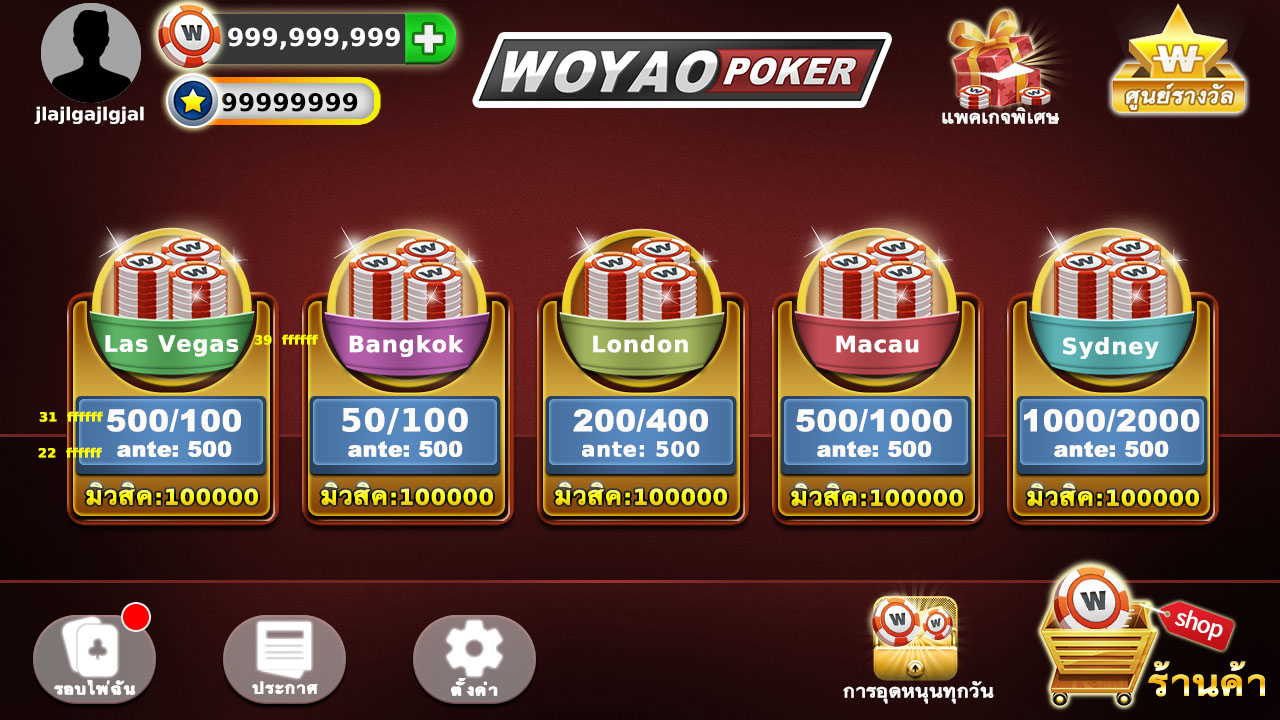 W
999,999,999
99999999
jlajlgajlgjal
WOYAO POKER
แพคเกจพิเศษ
W
ศูนย์รางวัล
Las Vegas
39 ffffff
Bangkok
London
Macau
Sydney
31 ffffff
500/100
50/100
200/400
500/1000
1000/2000
22 ffffff
ante: 500
ante: 500
ante: 500
ante: 500
ante: 500
มิวสิค:100000
มิวสิค:100000
มิวสิค:100000
มิวสิค:100000
มิวสิค:100000
รอบไพ่ฉัน
ประกาศ
ตั้งค่า
W W
การอุดหนุนทุกวัน
W
shop
ร้านค้า